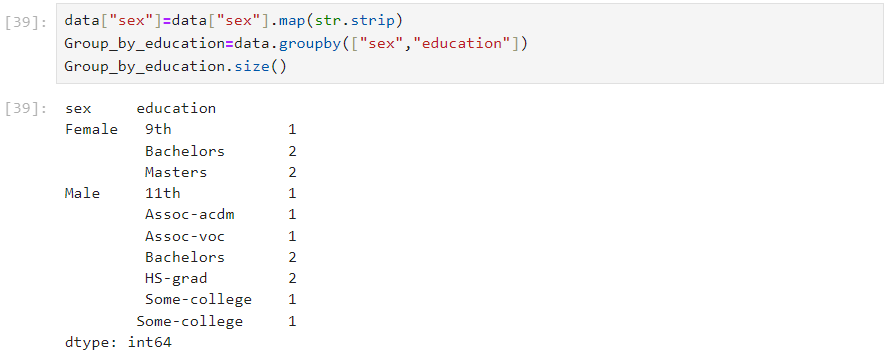 [39]: data["sex"]=data["sex"].map(str.strip)
Group_by_education=data.groupby(["sex","education"])
Group_by_education.size()
[39]: sex     education
Female   9th             1
         Bachelors       2
         Masters         2
Male     11th            1
         Assoc-acdm      1
         Assoc-voc       1
         Bachelors       2
         HS-grad         2
         Some-college    1
        Some-college     1
dtype: int64